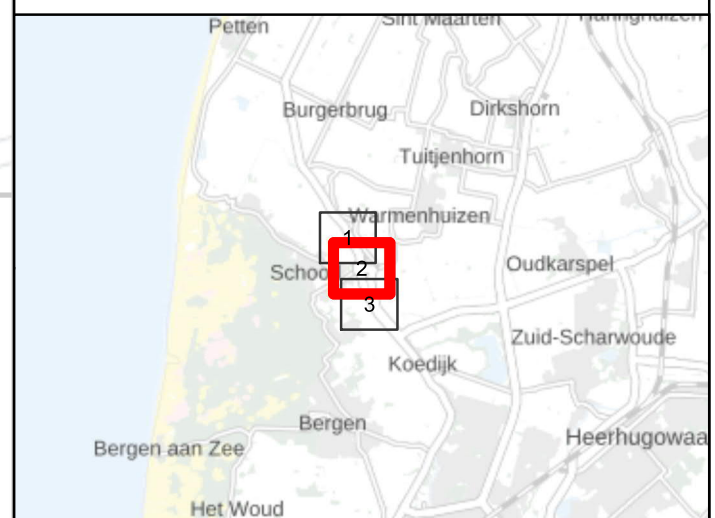 Petten
Sint Maarten
Burgerbrug
Dirkshorn
Tuitjenhorn
Warmenhuizen
1
Schoo
2
Oudkarspel
3
Zuid-Scharwoude
Koedijk
Bergen
Heerhugowaa
Bergen aan Zee
Het Woud